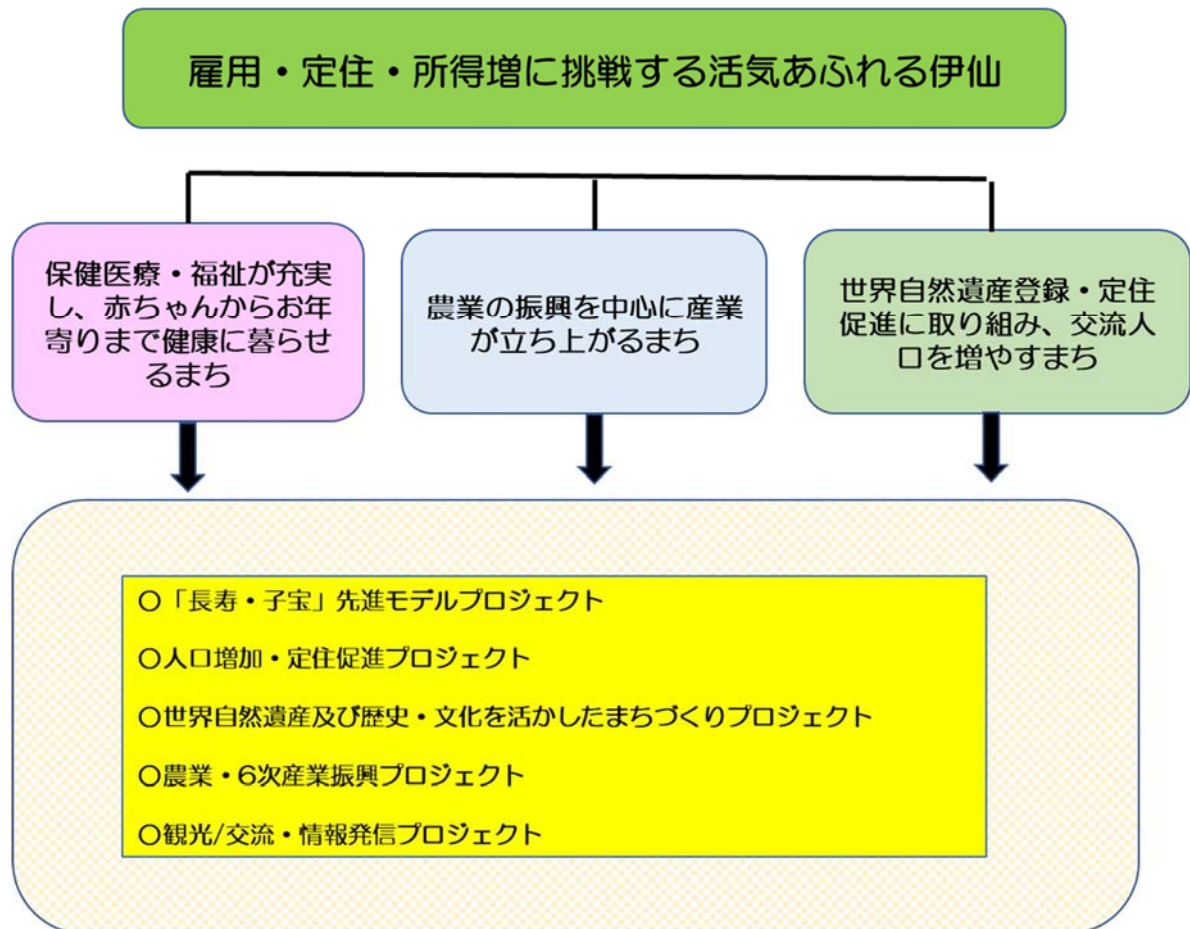 雇用・定住・所得増に挑戦する活気あふれる伊仙
保健医療・福祉が充実
し、赤ちゃんからお年
寄りまで健康に暮らせ
るまち
農業の振興を中心に産業
が立ち上がるまち
世界自然遺産登録・定住
促進に取り組み、交流人
口を増やすまち
〇「長寿・子宝」先進モデルプロジェクト
〇人口増加・定住促進プロジェクト
〇世界自然遺産及び歴史・文化を活かしたまちづくりプロジェクト
〇農業・6次産業振興プロジェクト
〇観光/交流・情報発信プロジェクト